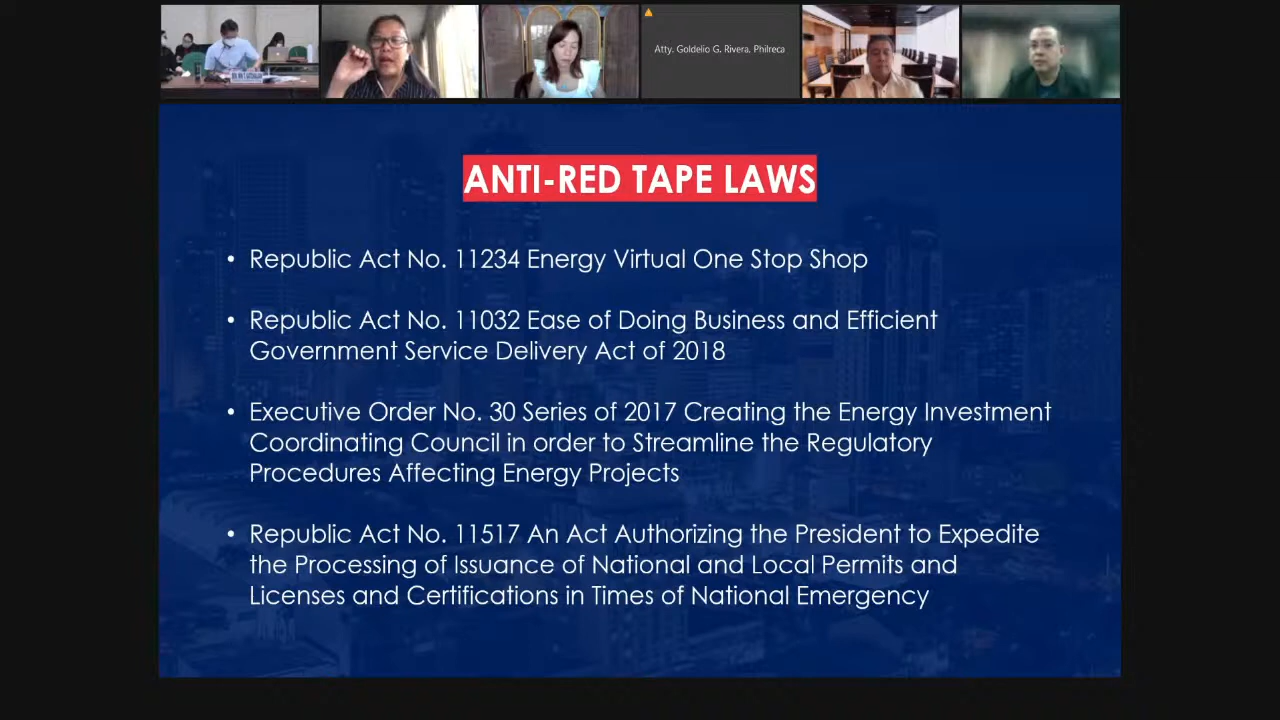 Atty. Goldelio G. Rivera, Philreca
ANTI-RED TAPE LAWS
• Republic Act No. 11234 Energy Virtual One Stop Shop
• Republic Act No. 11032 Ease of Doing Business and Efficient
Government Service Delivery Act of 2018
• Executive Order No. 30 Series of 2017 Creating the Energy Investment
Coordinating Council in order to Streamline the Regulatory
Procedures Affecting Energy Projects
• Republic Act No. 11517 An Act Authorizing the President to Expedite
the Processing of Issuance of National and Local Permits and
Licenses and Certifications in Times of National Emergency